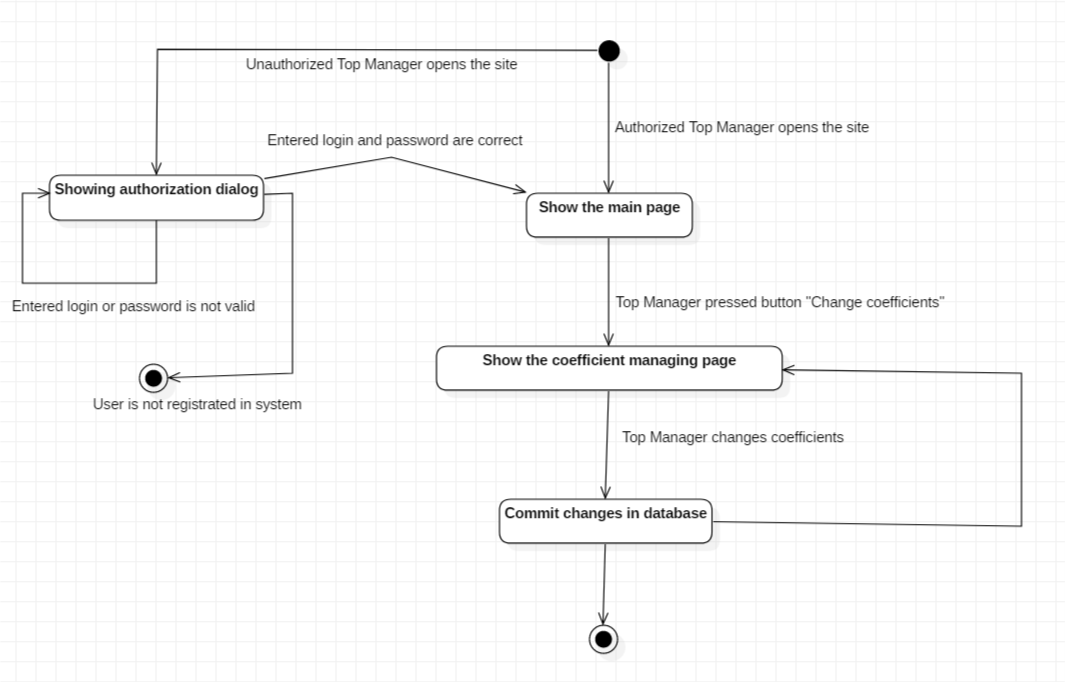 Unauthorized Top Manager opens the site
Authorized Top Manager opens the site
Entered login and password are correct
Showing authorization dialog
Show the main page
Entered login or password is not valid
Top Manager pressed button "Change coefficients"
Show the coefficient managing page
User is not registrated in system
Top Manager changes coefficients
Commit changes in database